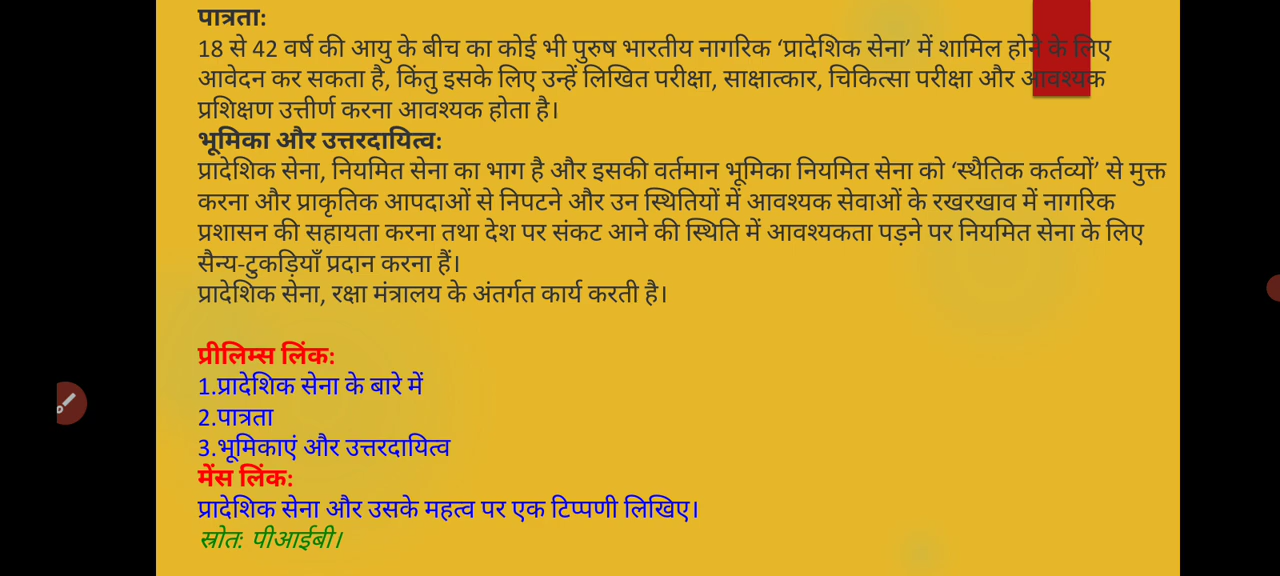 पात्रता:
18 से 42 वर्ष की आयु के बीच का कोई भी पुरुष भारतीय नागरिक ‘प्रादेशिक सेना’ में शामिल होने के लिए
आवेदन कर सकता है, किंतु इसके लिए उन्हें लिखित परीक्षा, साक्षात्कार, चिकित्सा परीक्षा और आवश्यक
प्रशिक्षण उत्तीर्ण करना आवश्यक होता है।
भूमिका और उत्तरदायित्व:
प्रादेशिक सेना, नियमित सेना का भाग है और इसकी वर्तमान भूमिका नियमित सेना को ‘स्थैतिक कर्तव्यों’ से मुक्त
करना और प्राकृतिक आपदाओं से निपटने और उन स्थितियों में आवश्यक सेवाओं के रखरखाव में नागरिक
प्रशासन की सहायता करना तथा देश पर संकट आने की स्थिति में आवश्यकता पड़ने पर नियमित सेना के लिए
सैन्य-टुकड़ियाँ प्रदान करना हैं।
प्रादेशिक सेना, रक्षा मंत्रालय के अंतर्गत कार्य करती है।
प्रीलिम्स लिंक:
1.प्रादेशिक सेना के बारे में
2.पात्रता
3.भूमिकाएं और उत्तरदायित्व
मेंस लिंक:
प्रादेशिक सेना और उसके महत्व पर एक टिप्पणी लिखिए।
स्रोत: पीआईबी।